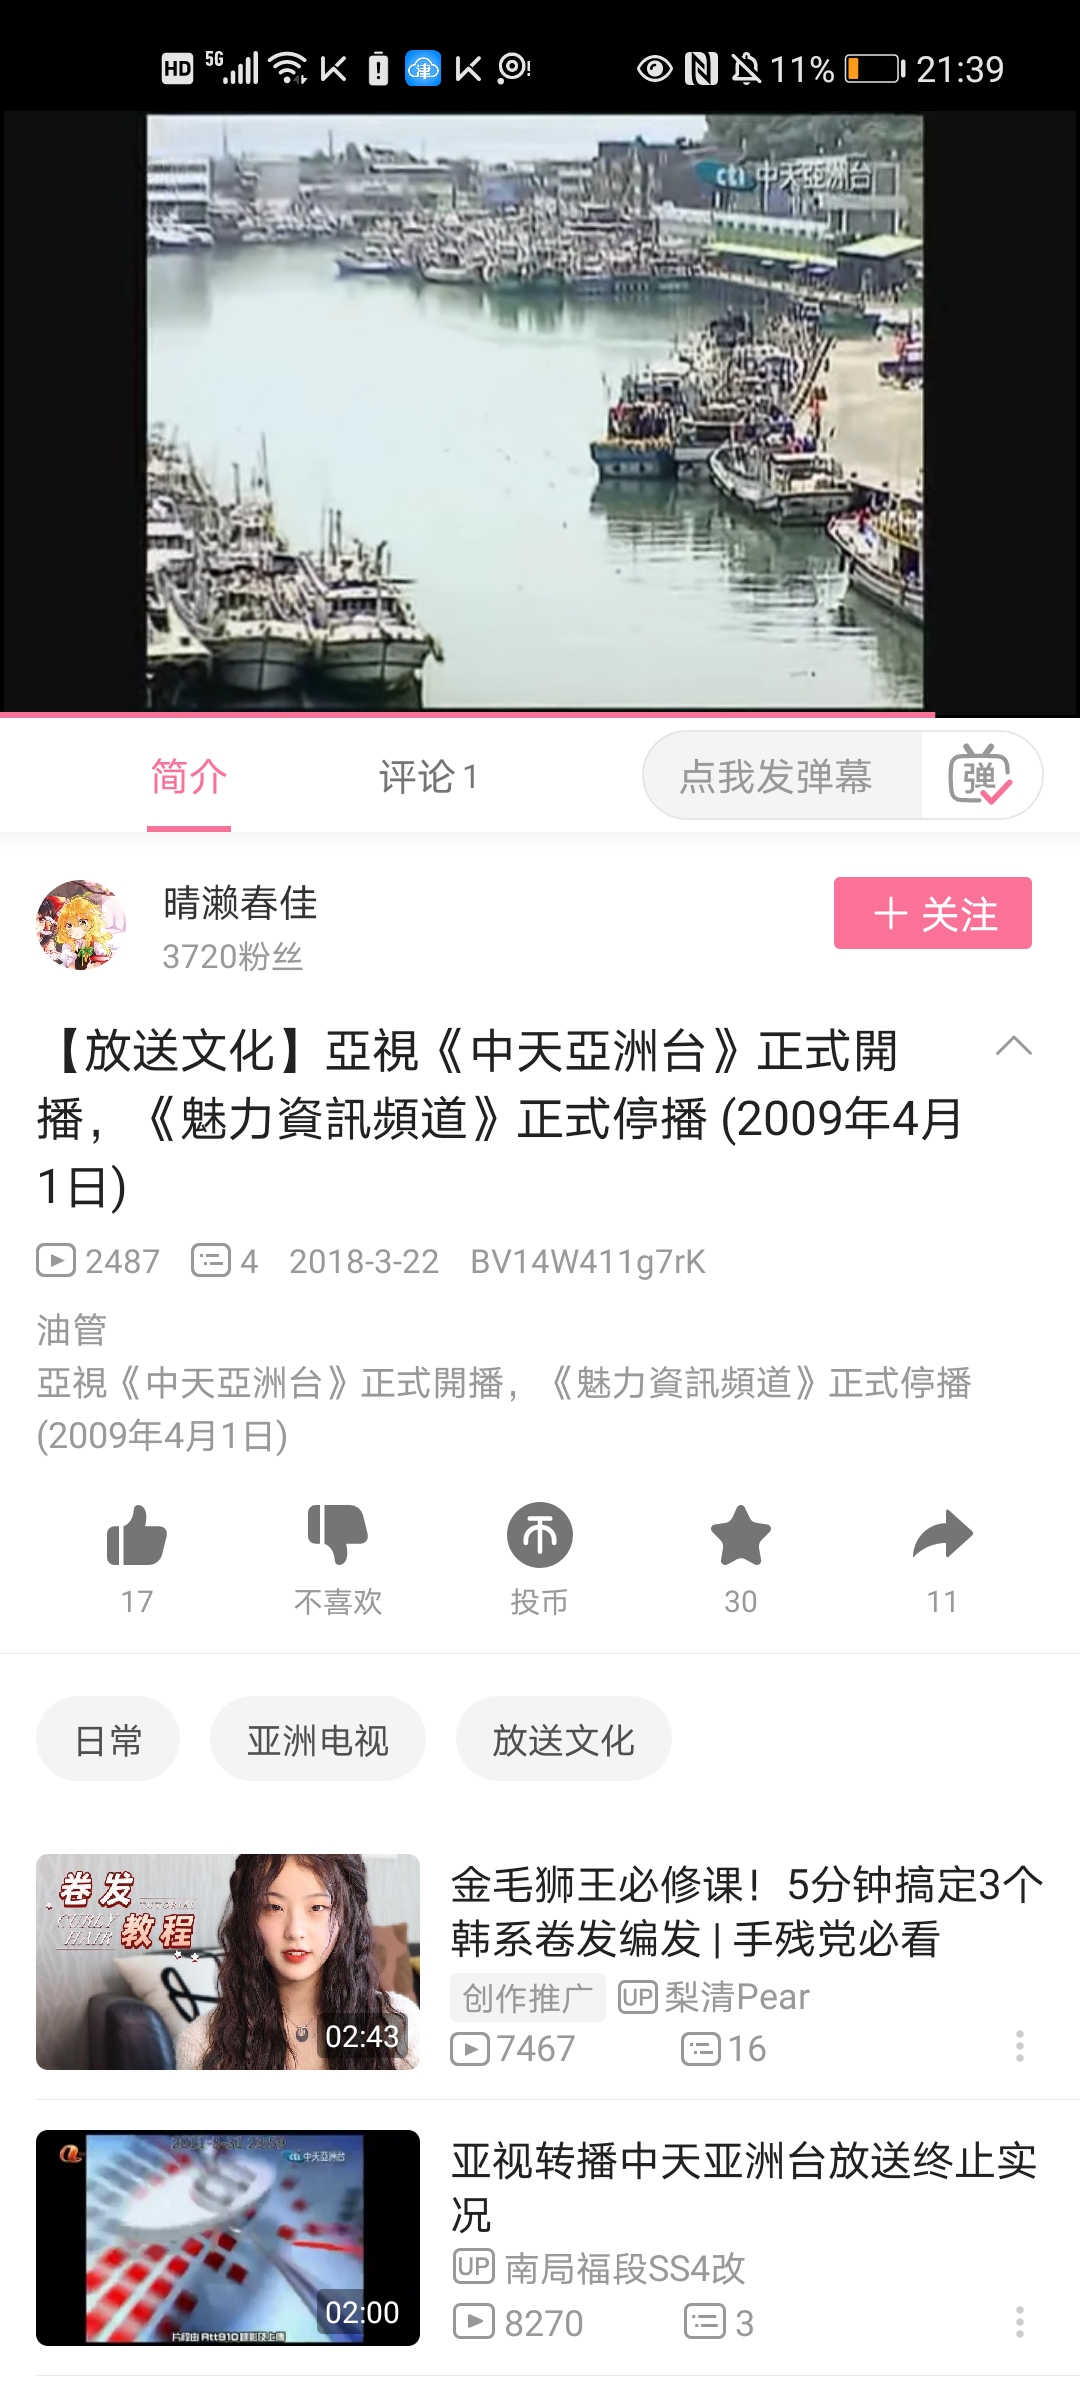 HD 5G 津 11% 21:39
cti 中天亞洲台
简介 评论 1 点我发弹幕 弹
晴濑春佳
3720粉丝
+ 关注
【放送文化】亞視《中天亞洲台》正式開
播，《魅力資訊頻道》正式停播 (2009年4月
1日)
2487 4 2018-3-22 BV14W411g7rK
油管
亞視《中天亞洲台》正式開播，《魅力資訊頻道》正式停播
(2009年4月1日)
17 不喜欢 投币 30 11
日常 亚洲电视 放送文化
卷发
TUTORIAL
CURLY
HAIR 教程
02:43
金毛狮王必修课！5分钟搞定3个
韩系卷发编发 | 手残党必看
创作推广 UP 梨清Pear
7467 16
cti 中天亞洲台
02:00
亚视转播中天亚洲台放送终止实
况
UP 南局福段SS4改
8270 3